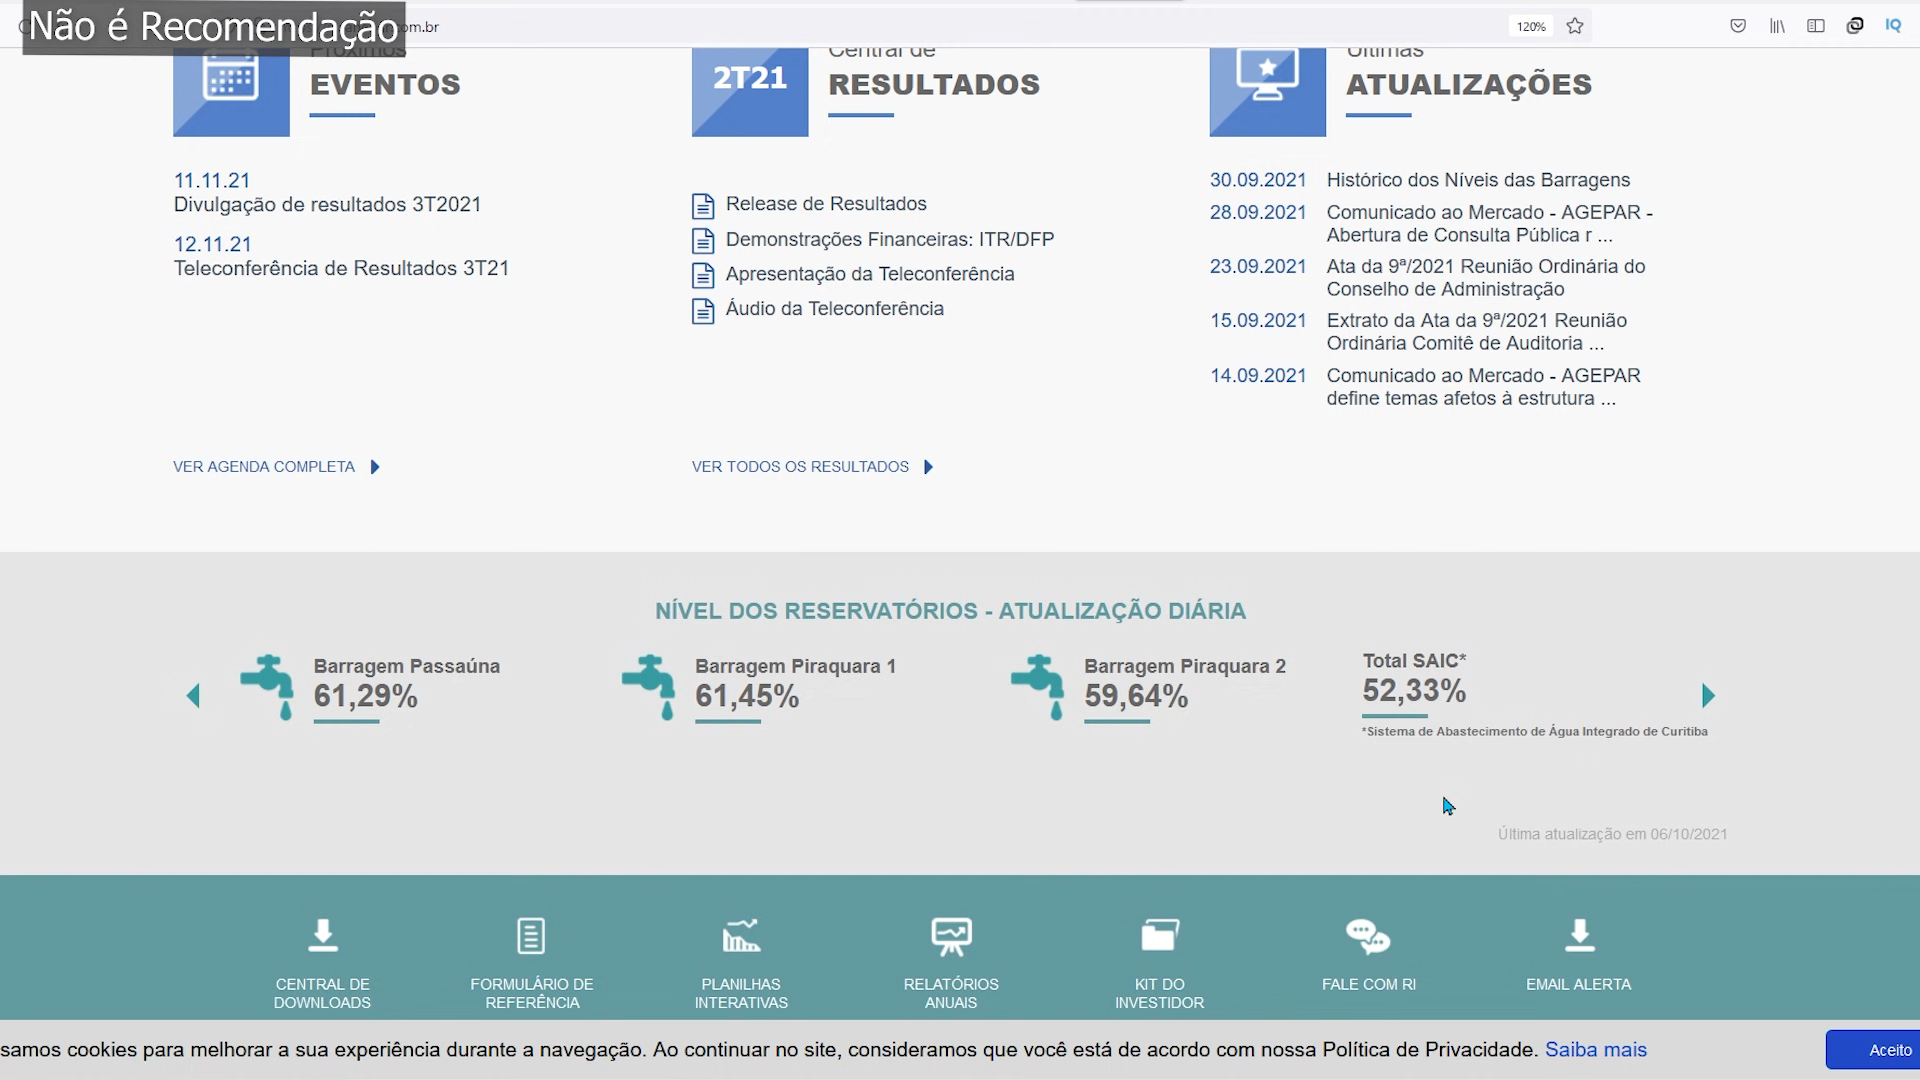 Não é Recomendação
com.br
120%
IQ
Próximos
EVENTOS
11.11.21
Divulgação de resultados 3T2021
12.11.21
Teleconferência de Resultados 3T21
VER AGENDA COMPLETA
2T21
Central de
RESULTADOS
Release de Resultados
Demonstrações Financeiras: ITR/DFP
Apresentação da Teleconferência
Áudio da Teleconferência
VER TODOS OS RESULTADOS
Últimas
ATUALIZAÇÕES
30.09.2021 Histórico dos Níveis das Barragens
28.09.2021 Comunicado ao Mercado - AGEPAR -
Abertura de Consulta Pública r ...
23.09.2021 Ata da 9ª/2021 Reunião Ordinária do
Conselho de Administração
15.09.2021 Extrato da Ata da 9ª/2021 Reunião
Ordinária Comitê de Auditoria ...
14.09.2021 Comunicado ao Mercado - AGEPAR
define temas afetos à estrutura ...
NÍVEL DOS RESERVATÓRIOS - ATUALIZAÇÃO DIÁRIA
Barragem Passaúna
61,29%
Barragem Piraquara 1
61,45%
Barragem Piraquara 2
59,64%
Total SAIC*
52,33%
*Sistema de Abastecimento de Água Integrado de Curitiba
Última atualização em 06/10/2021
CENTRAL DE
DOWNLOADS
FORMULÁRIO DE
REFERÊNCIA
PLANILHAS
INTERATIVAS
RELATÓRIOS
ANUAIS
KIT DO
INVESTIDOR
FALE COM RI
EMAIL ALERTA
samos cookies para melhorar a sua experiência durante a navegação. Ao continuar no site, consideramos que você está de acordo com nossa Política de Privacidade. Saiba mais
Aceito